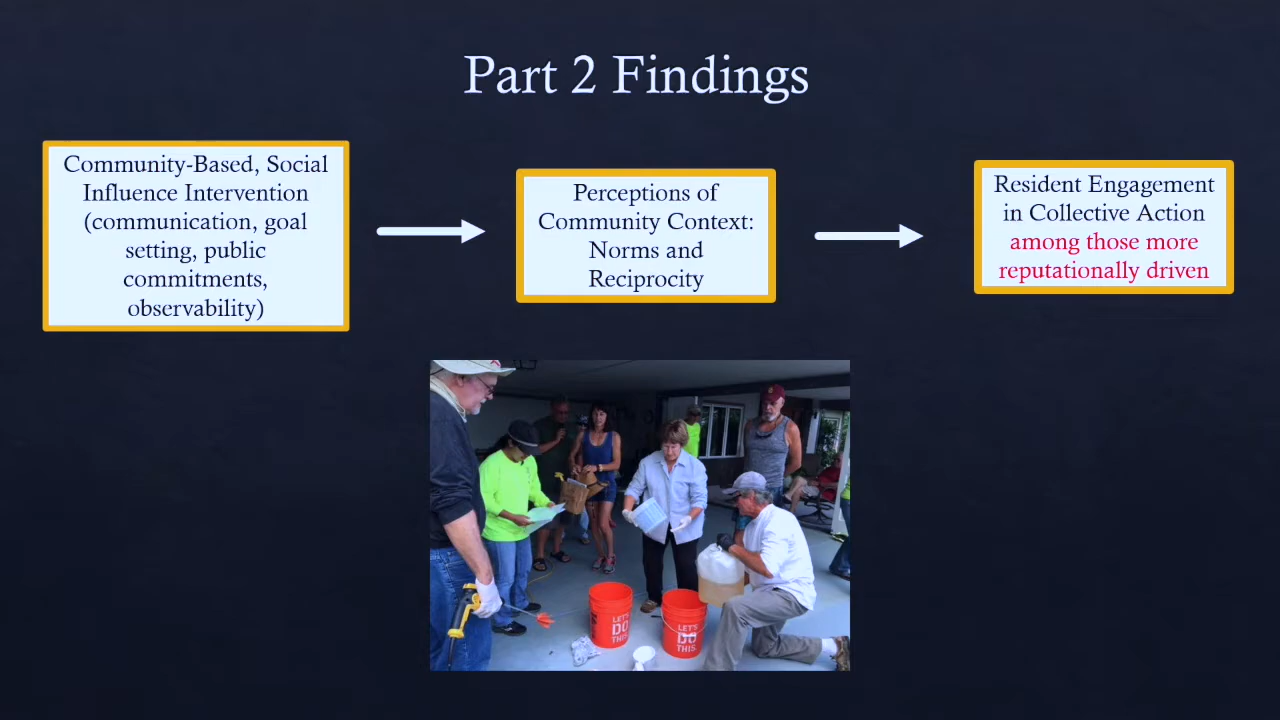 Part 2 Findings
Community-Based, Social
Influence Intervention
(communication, goal
setting, public
commitments,
observability)
Perceptions of
Community Context:
Norms and
Reciprocity
Resident Engagement
in Collective Action
among those more
reputationally driven
LET'S
DO
THIS.
LET'S
DO
THIS.